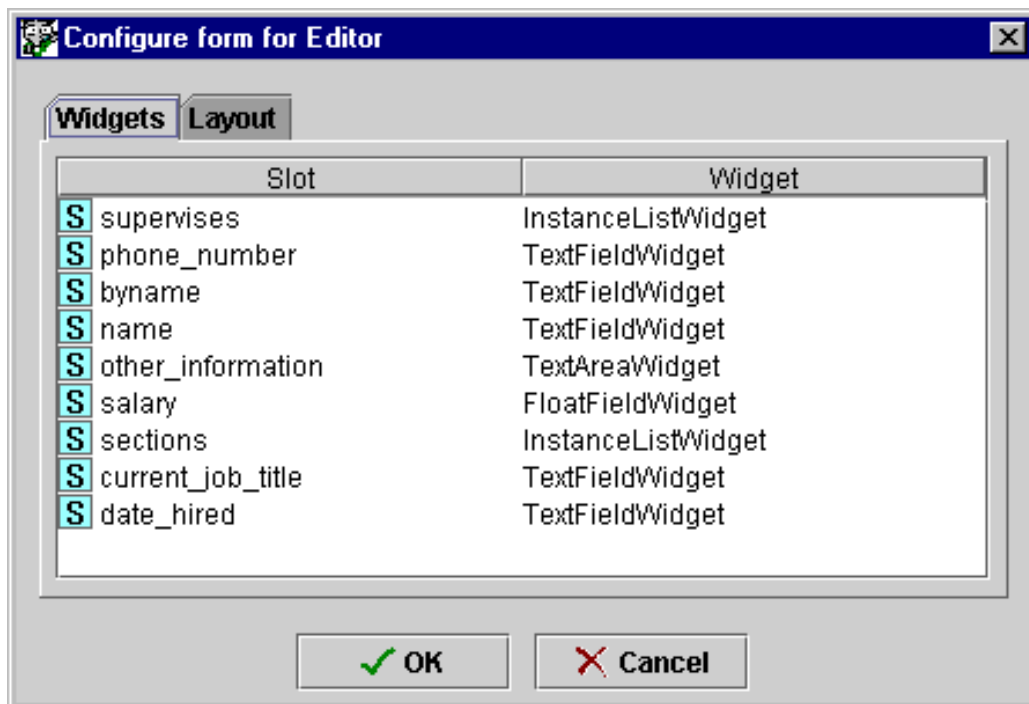 Configure form for Editor
Widgets Layout
Slot Widget
S supervises InstanceListWidget
S phone_number TextFieldWidget
S byname TextFieldWidget
S name TextFieldWidget
S other_information TextAreaWidget
S salary FloatFieldWidget
S sections InstanceListWidget
S current_job_title TextFieldWidget
S date_hired TextFieldWidget
OK Cancel